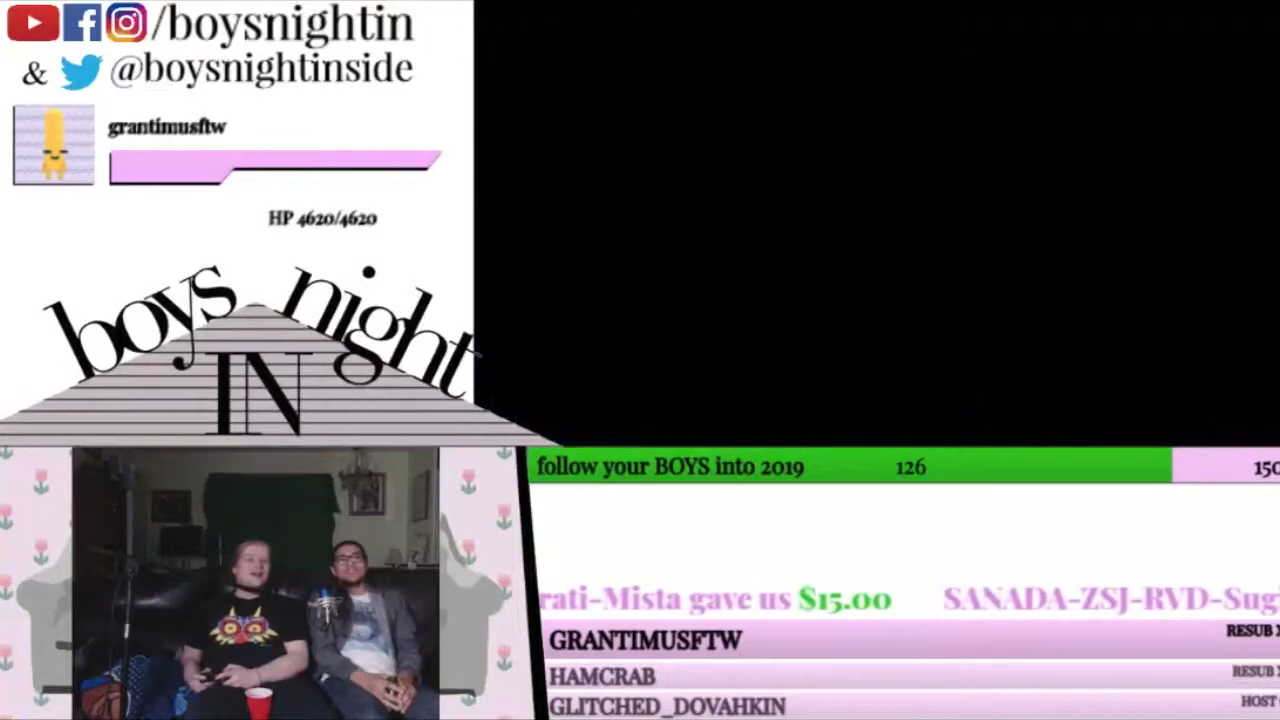 /boysnightin
& @boysnightinside
grantimusftw
HP 4620/4620
boys night
IN
follow your BOYS into 2019 126 150
rati-Mista gave us $15.00 SANADA-ZSJ-RVD-Sug
GRANTIMUSFTW RESUB X
HAMCRAB RESUB X
GLITCHED_DOVAHKIN HOST